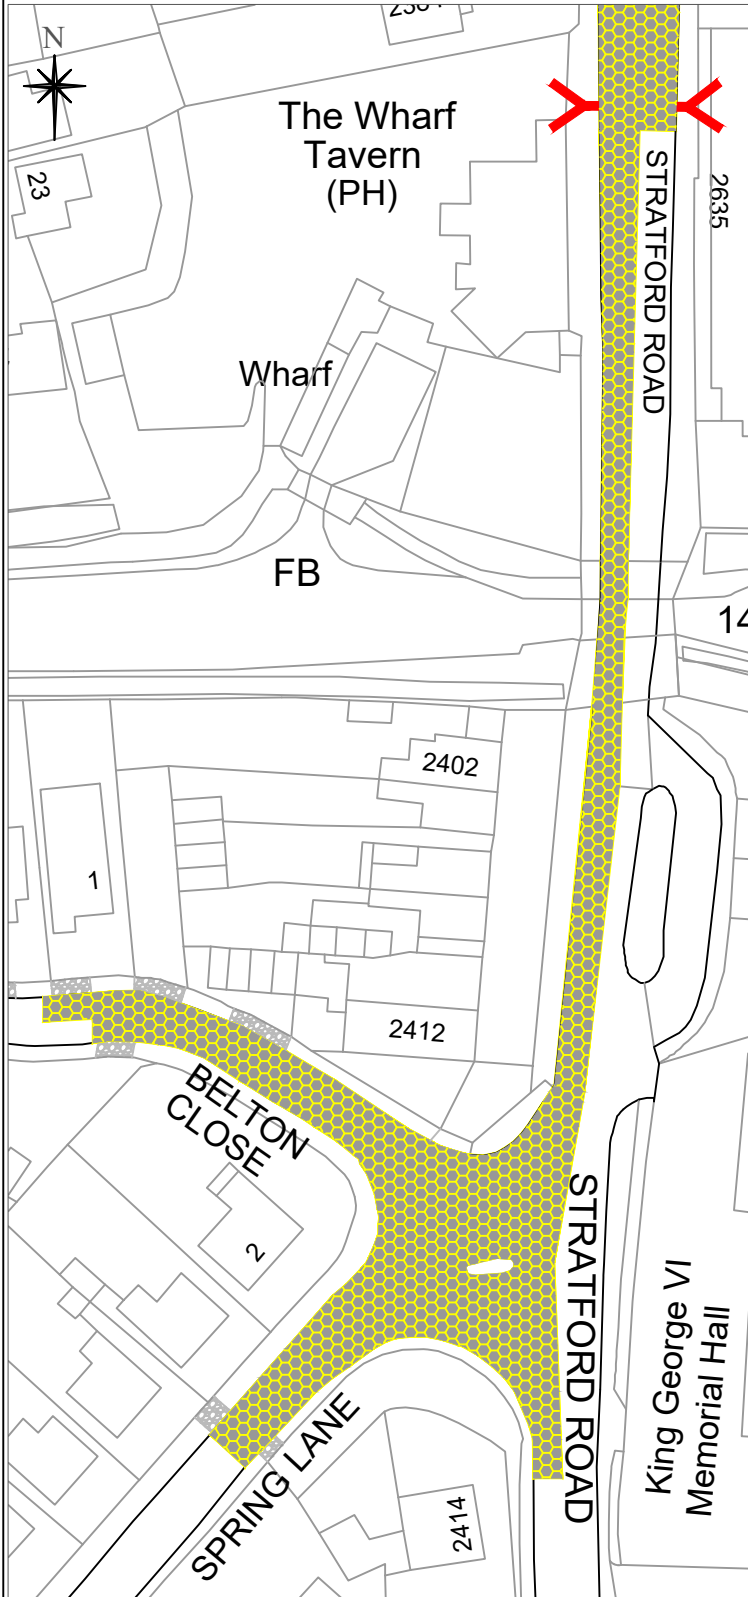 N
The Wharf
Tavern
(PH)
23
STRATFORD ROAD
2635
Wharf
FB
14
2402
1
2412
BELTON
CLOSE
2
STRATFORD ROAD
King George VI
Memorial Hall
SPRING LANE
2414